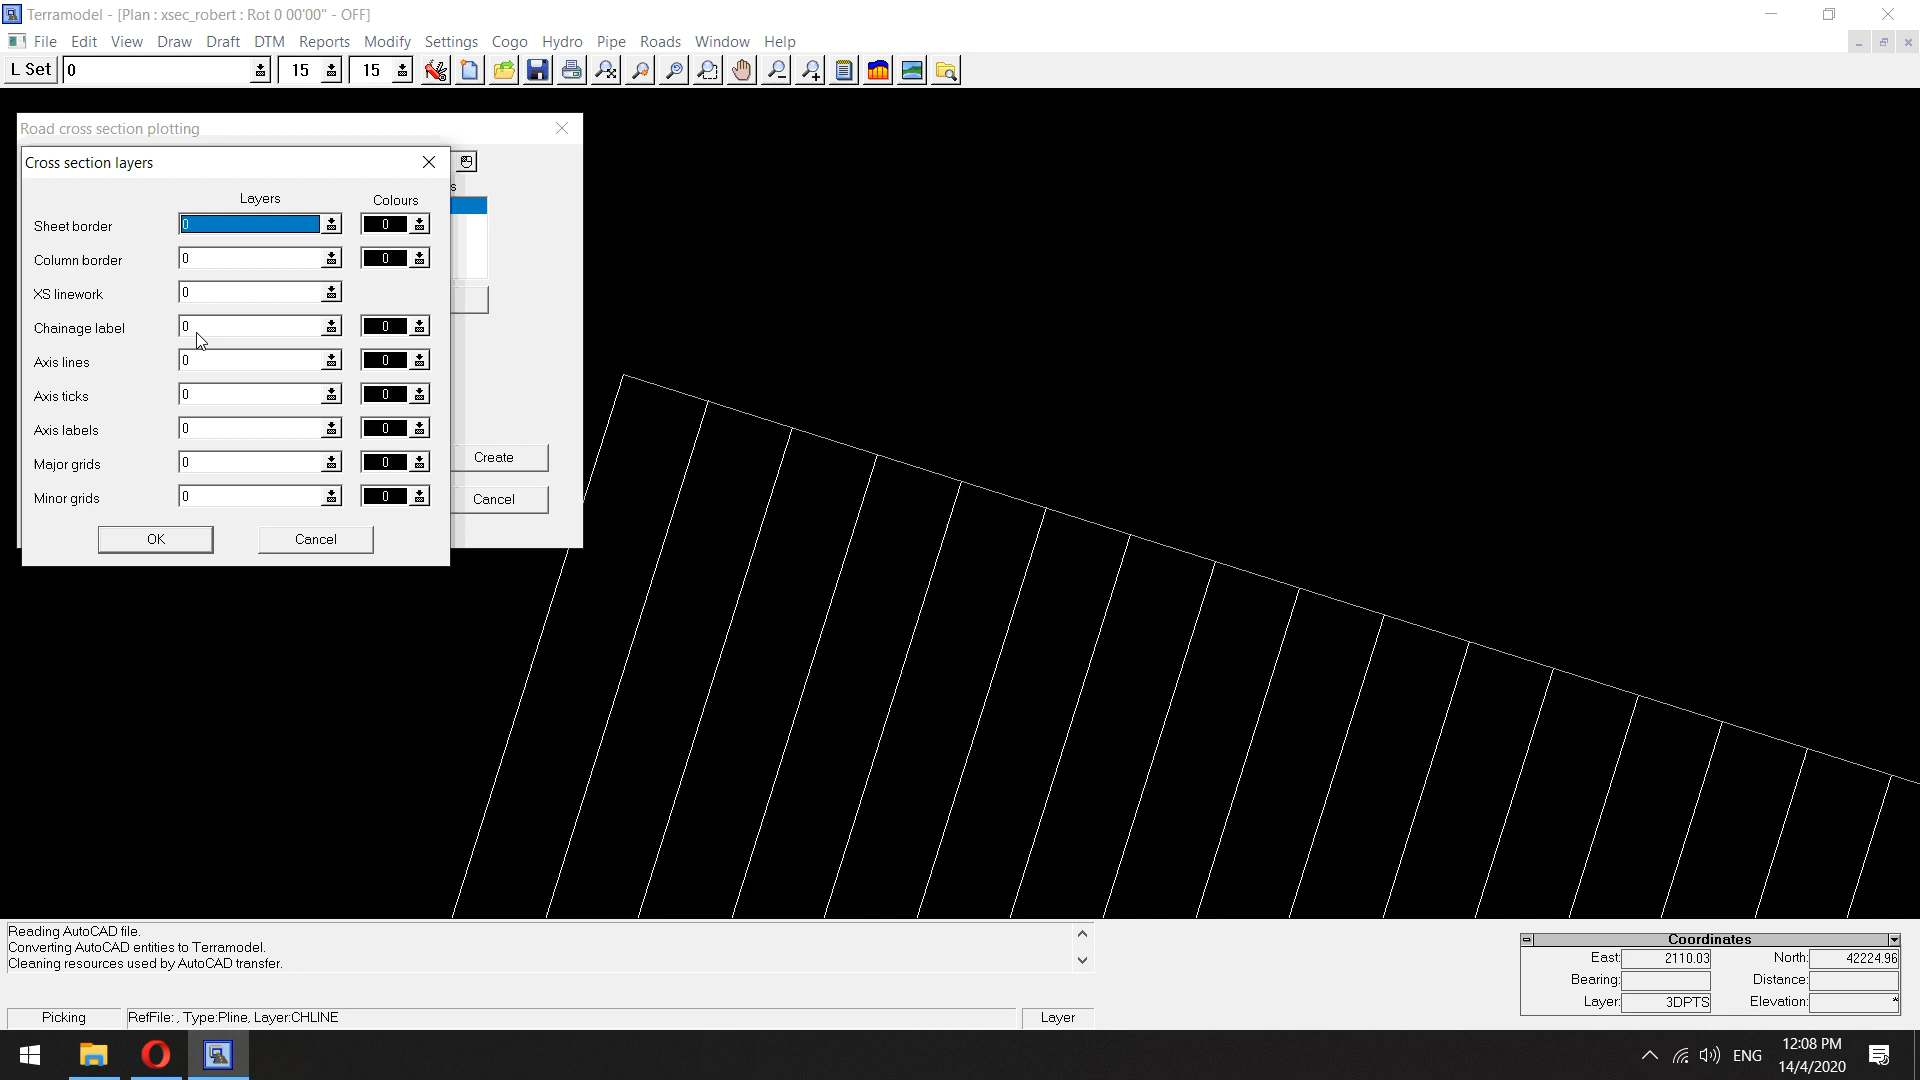 Terramodel - [Plan : xsec_robert : Rot 0 00'00" - OFF]
File Edit View Draw Draft DTM Reports Modify Settings Cogo Hydro Pipe Roads Window Help
L Set 0 15 15
Road cross section plotting
Cross section layers
s
Layers Colours
Sheet border 0 0
Column border 0 0
XS linework 0
Chainage label 0 0
Axis lines 0 0
Axis ticks 0 0
Axis labels 0 0
Major grids 0 0
Minor grids 0 0
OK Cancel
Create
Cancel
Reading AutoCAD file.
Converting AutoCAD entities to Terramodel.
Cleaning resources used by AutoCAD transfer.
Coordinates
East: 2110.03 North: 42224.96
Bearing: Distance:
Layer: 3DPTS Elevation: *
Picking RefFile: , Type:Pline, Layer:CHLINE Layer
ENG
12:08 PM
14/4/2020